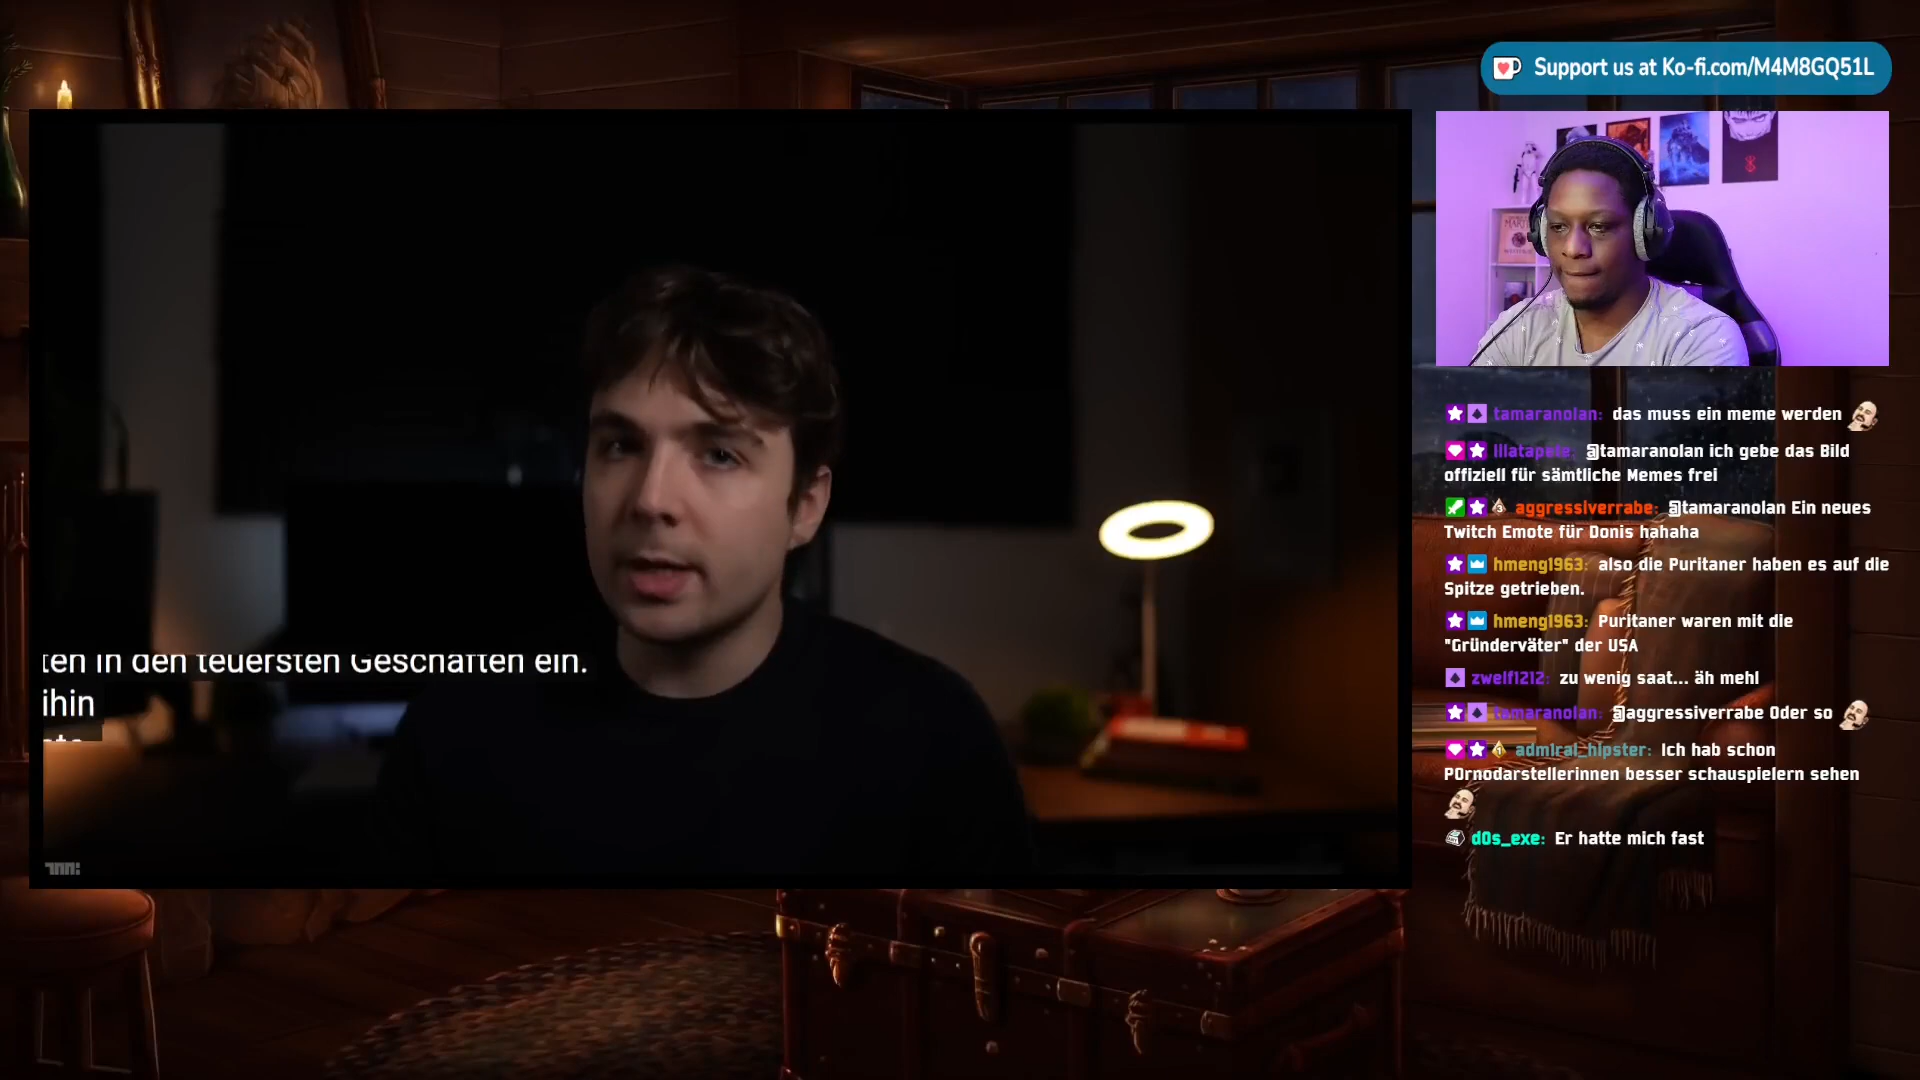 Support us at Ko-fi.com/M4M8GQ51L
tamaranolan: das muss ein meme werden
@tamaranolan ich gebe das Bild
offiziell für sämtliche Memes frei
aggressiverrabe: @tamaranolan Ein neues
Twitch Emote für Donis hahaha
hmeng1963: also die Puritaner haben es auf die
Spitze getrieben.
hmeng1963: Puritaner waren mit die
"Gründerväter" der USA
zwelf1212: zu wenig saat... äh mehl
tamaranolan: @aggressiverrabe Oder so
admiral_hipster: Ich hab schon
P0rnodarstellerinnen besser schauspielern sehen
d0s_exe: Er hatte mich fast
ten in den teuersten Geschäften ein.
ihin